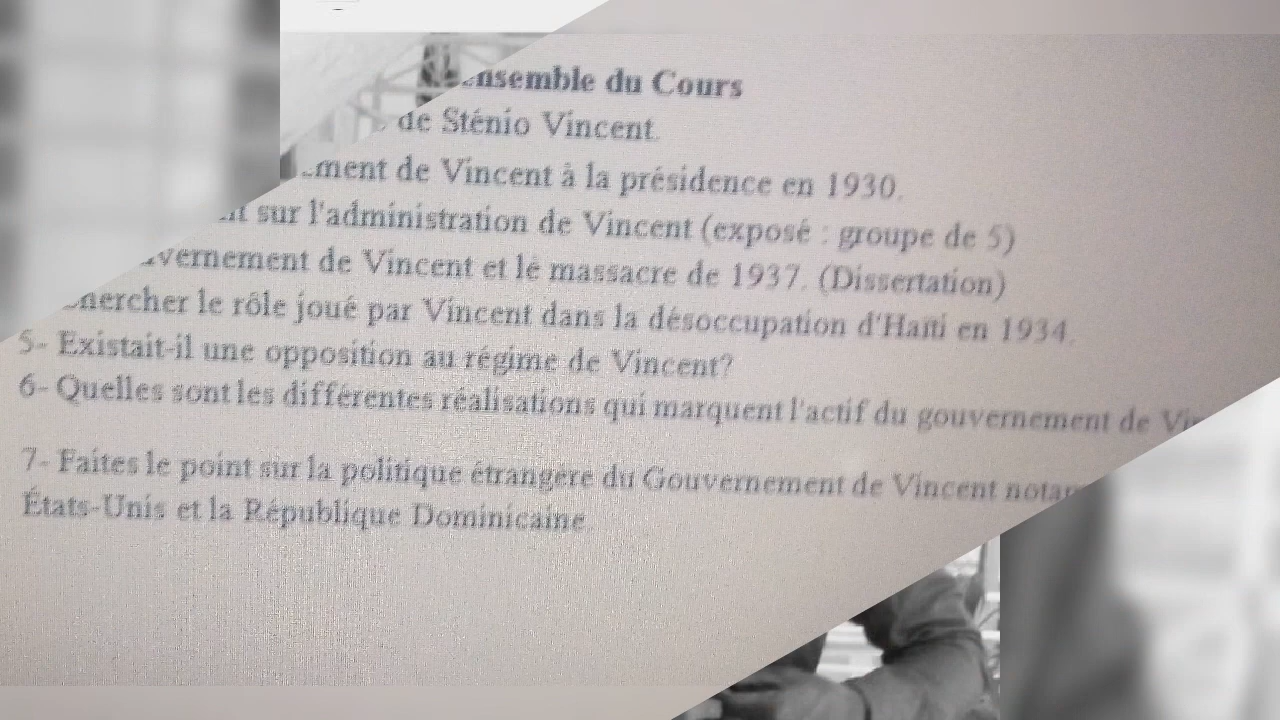 du Cours
de Sténio Vincent.
de Vincent à la présidence en 1930.
sur l'administration de Vincent (exposé : groupe de 5)
de Vincent et le massacre de 1937. (Dissertation)
le rôle joué par Vincent dans la désoccupation d'Haïti en 1934.
5- Existait-il une opposition au régime de Vincent?
6- Quelles sont les différentes réalisations qui marquent l'actif du gouvernement de
7- Faites le point sur la politique étrangère du Gouvernement de Vincent
États-Unis et la République Dominicaine